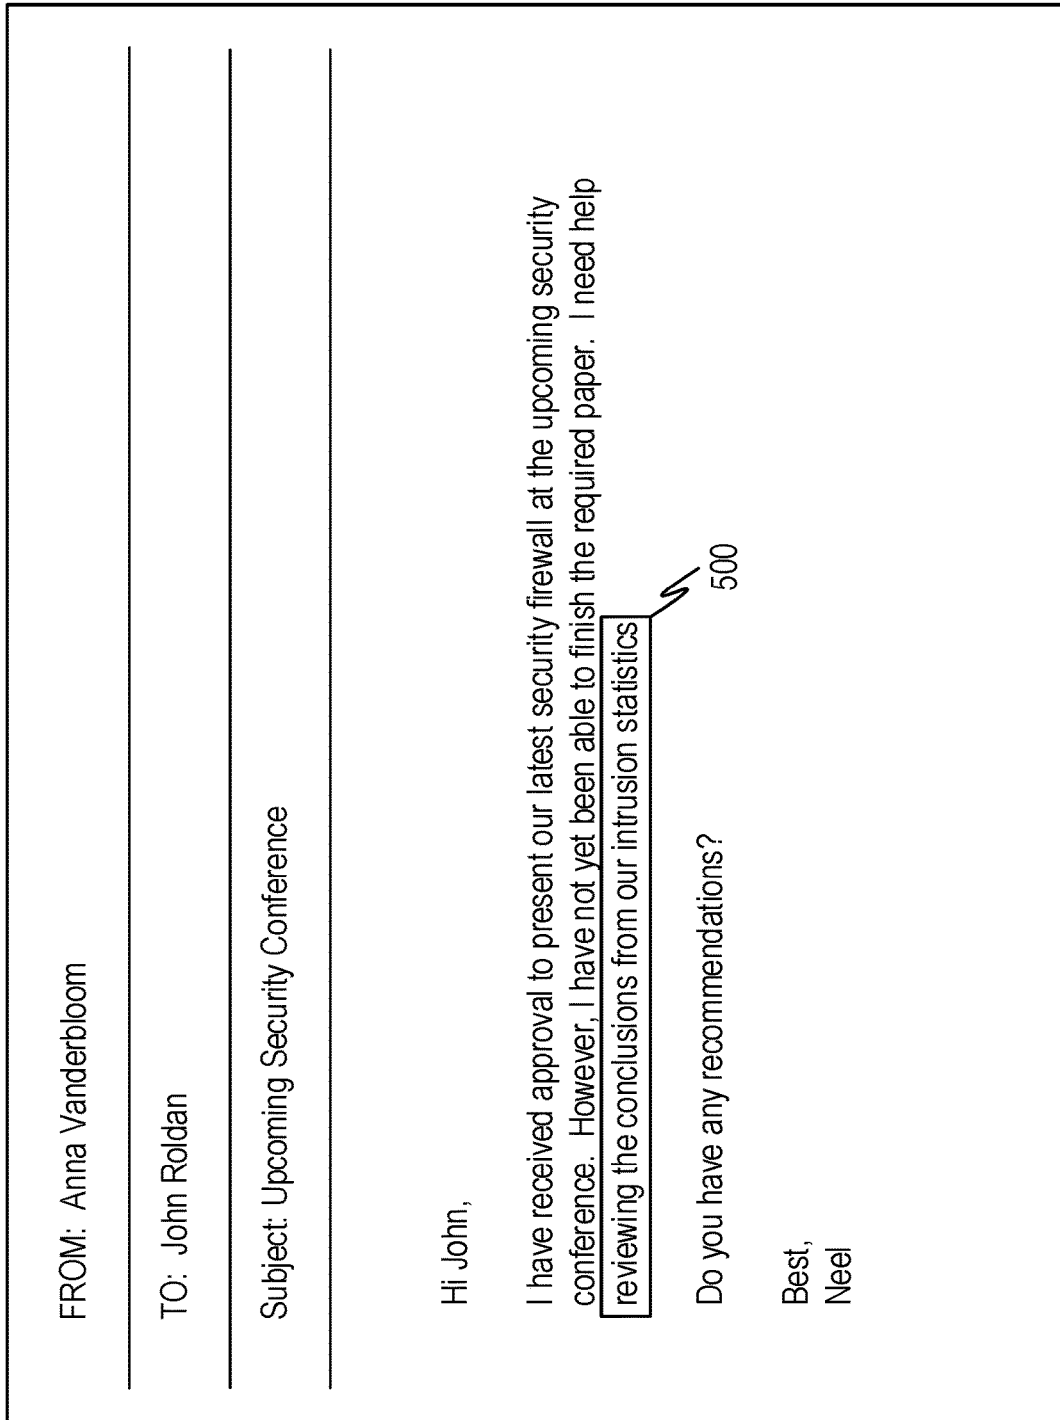 FROM: Anna Vanderbloom
TO: John Roldan
Subject: Upcoming Security Conference
Hi John,
I have received approval to present our latest security firewall at the upcoming security
conference. However, I have not yet been able to finish the required paper. I need help
reviewing the conclusions from our intrusion statistics
500
Do you have any recommendations?
Best,
Neel